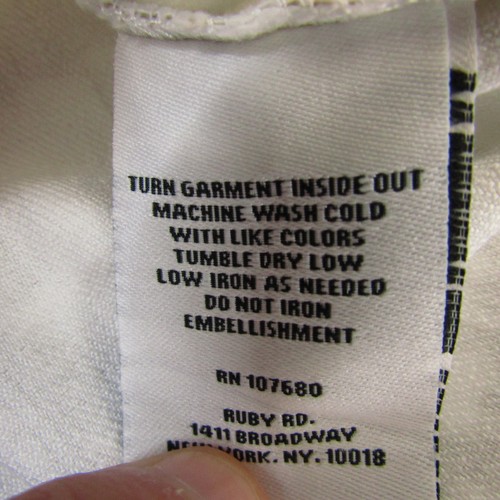 TURN GARMENT INSIDE OUT
MACHINE WASH COLD
WITH LIKE COLORS
TUMBLE DRY LOW
LOW IRON AS NEEDED
DO NOT IRON
EMBELLISHMENT
RN 107680
RUBY RD.
1411 BROADWAY
NEW YORK. NY. 10018